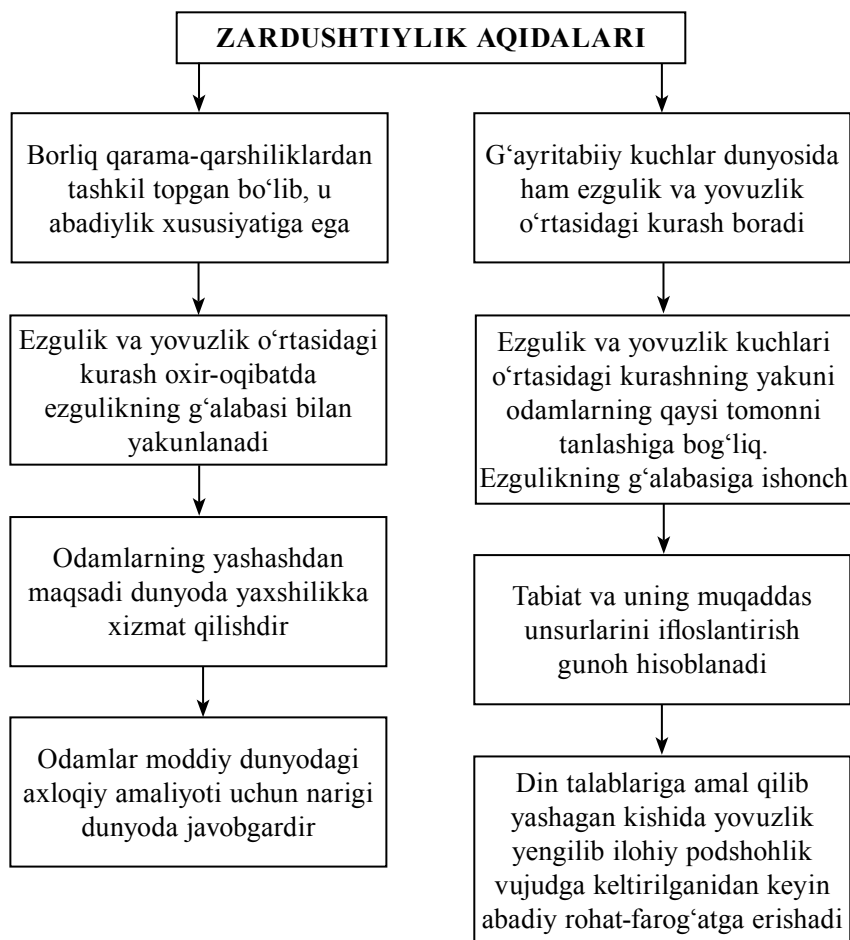 ZARDUSHTIYLIK AQIDALARI
Borliq qarama-qarshiliklardan
tashkil topgan bo‘lib, u
abadiylik xususiyatiga ega
Ezgulik va yovuzlik o‘rtasidagi
kurash oxir-oqibatda
ezgulikning g‘alabasi bilan
yakunlanadi
Odamlarning yashashdan
maqsadi dunyoda yaxshilikka
xizmat qilishdir
Odamlar moddiy dunyodagi
axloqiy amaliyoti uchun narigi
dunyoda javobgardir
G‘ayritabiiy kuchlar dunyosida
ham ezgulik va yovuzlik
o‘rtasidagi kurash boradi
Ezgulik va yovuzlik kuchlari
o‘rtasidagi kurashning yakuni
odamlarning qaysi tomonni
tanlashiga bog‘liq.
Ezgulikning g‘alabasiga ishonch
Tabiat va uning muqaddas
unsurlarini ifloslantirish
gunoh hisoblanadi
Din talablariga amal qilib
yashagan kishida yovuzlik
yengilib ilohiy podshohlik
vujudga keltirilganidan keyin
abadiy rohat-farog‘atga erishadi